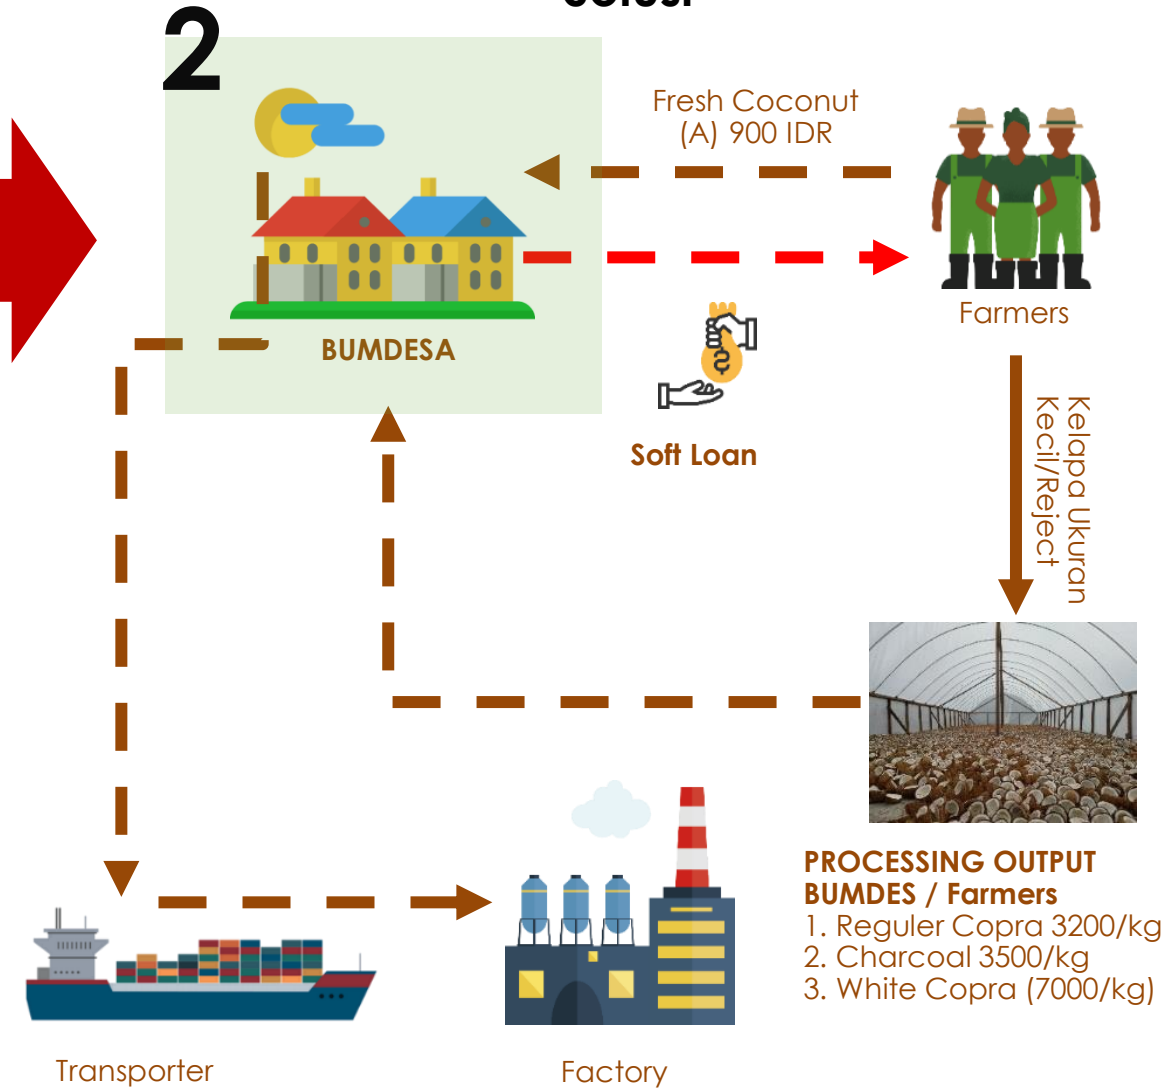 2
Fresh Coconut
(A) 900 IDR
Farmers
BUMDESA
Soft Loan
Kelapa Ukuran
Kecil/Reject
PROCESSING OUTPUT
BUMDES / Farmers
1. Reguler Copra 3200/kg
2. Charcoal 3500/kg
3. White Copra (7000/kg)
Transporter
Factory